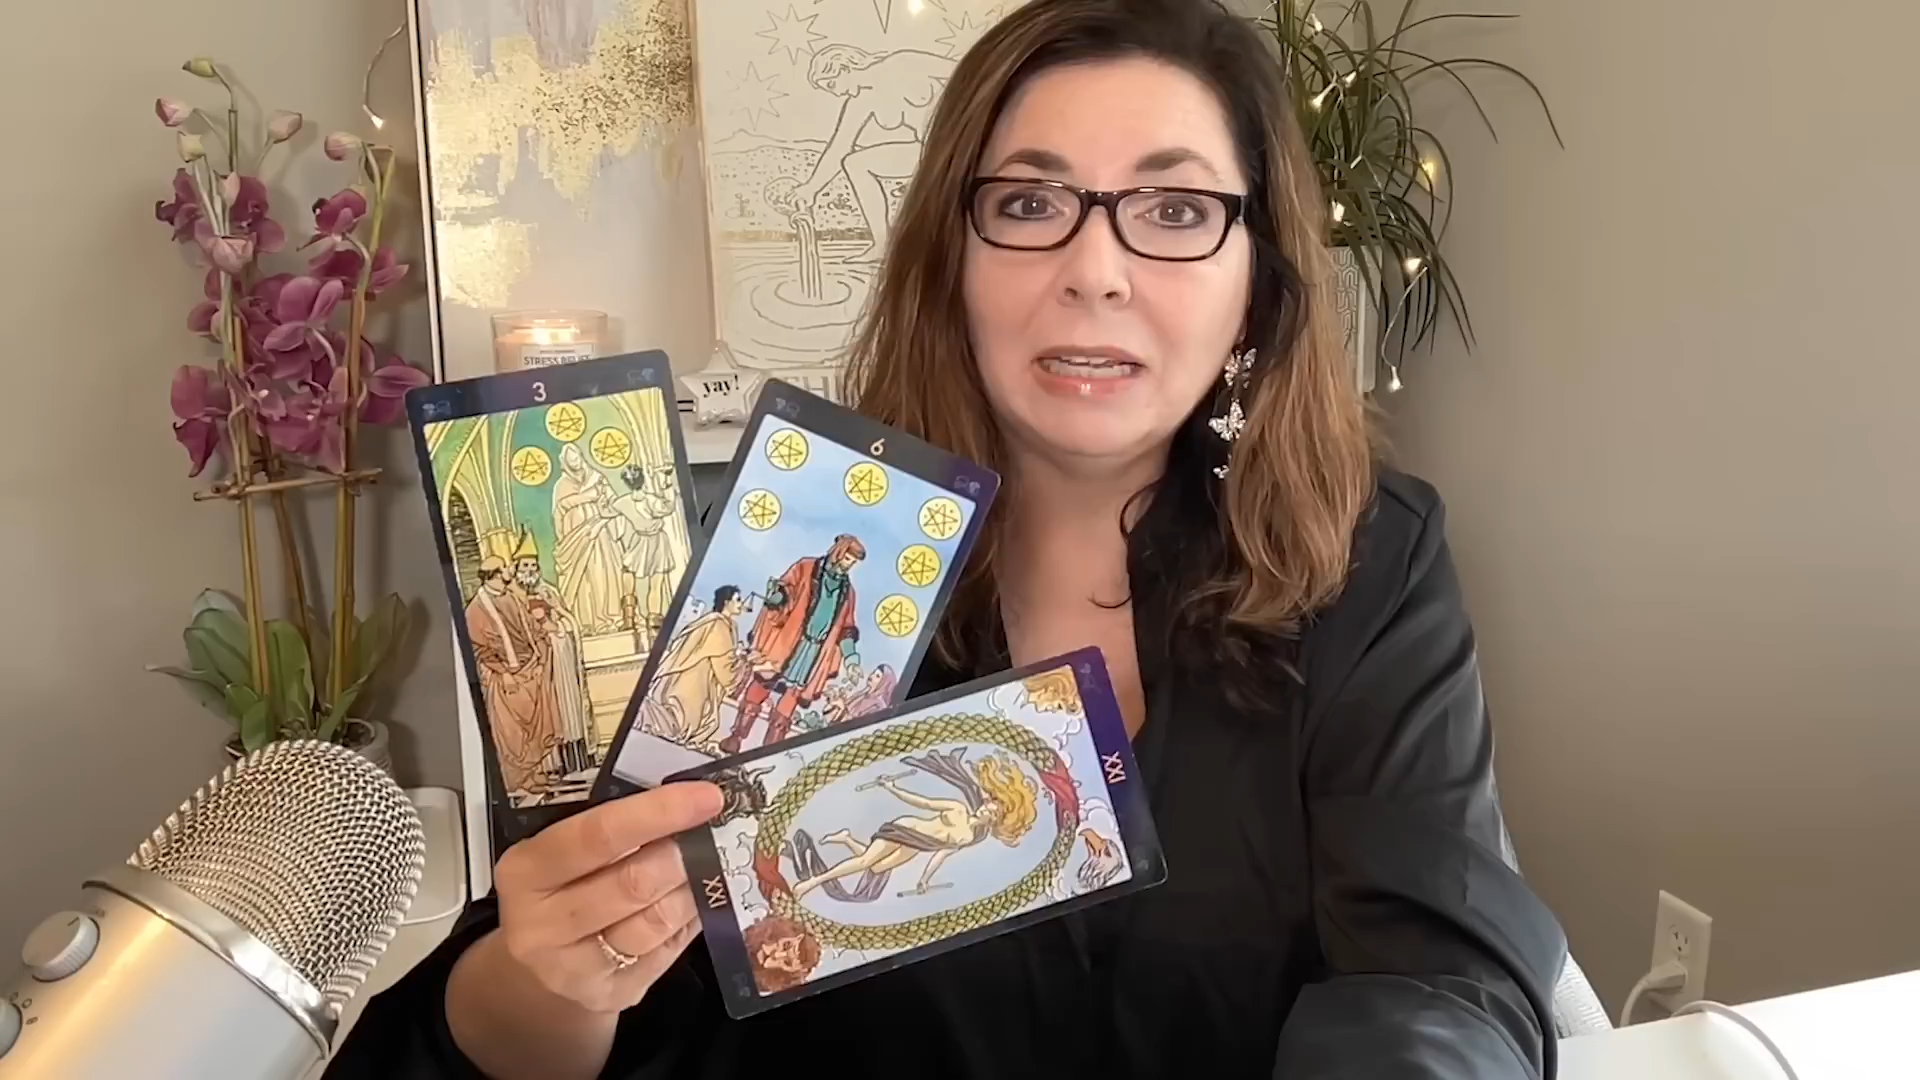 STRESS RELIEF
yay!
3
6
XXI
XXI